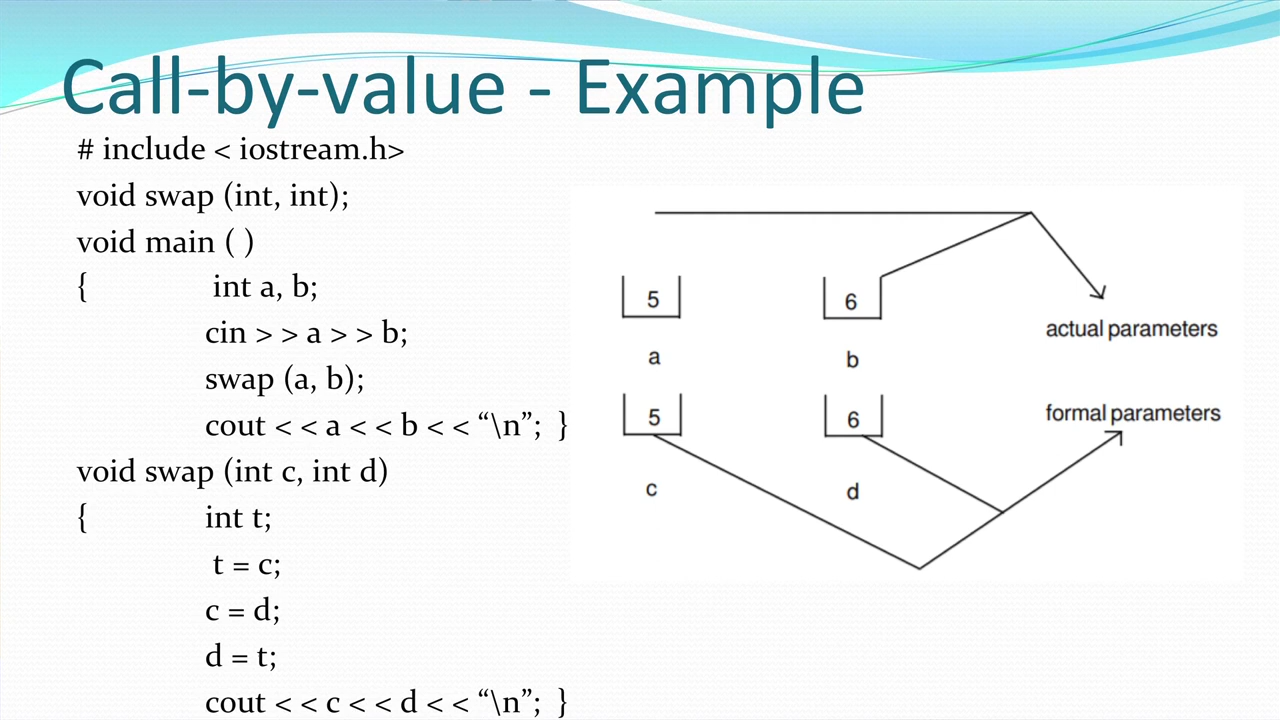 Call-by-value - Example
# include < iostream.h>
void swap (int, int);
void main ( )
{ int a, b;
cin > > a > > b;
swap (a, b);
cout < < a < < b < < “\n”; }
void swap (int c, int d)
{ int t;
t = c;
c = d;
d = t;
cout < < c < < d < < “\n”; }
5 6
actual parameters
a b
5 6
formal parameters
c d